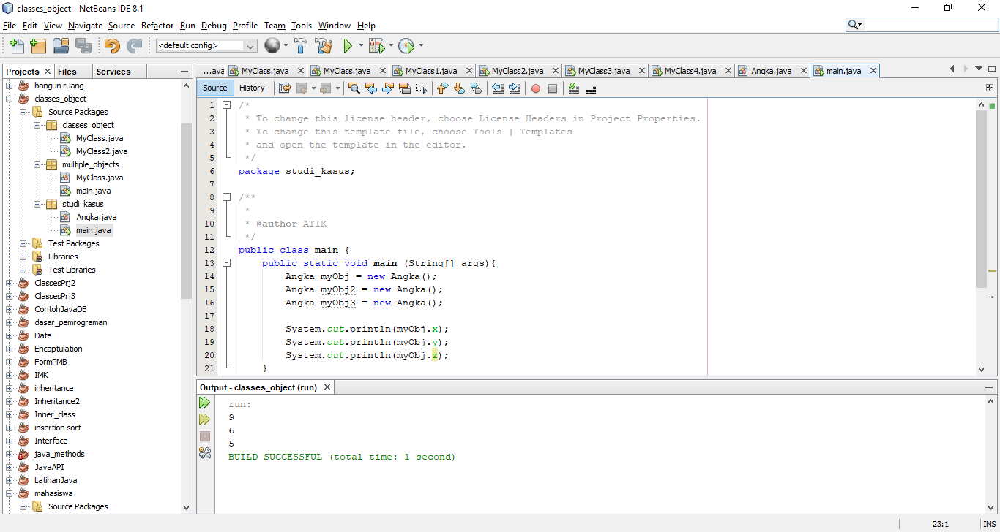 classes_object - NetBeans IDE 8.1
File Edit View Navigate Source Refactor Run Debug Profile Team Tools Window Help
<default config>
Projects Files Services
bangun ruang
classes_object
Source Packages
classes_object
MyClass.java
MyClass2.java
multiple_objects
MyClass.java
main.java
studi_kasus
Angka.java
main.java
Test Packages
Libraries
Test Libraries
ClassesPrj2
ClassesPrj3
ContohJavaDB
dasar_pemrograman
Date
Encaptulation
FormPMB
IMK
inheritance
Inheritance2
Inner_class
insertion sort
Interface
java_methods
JavaAPI
LatihanJava
mahasiswa
Source Packages
...ava MyClass.java MyClass.java MyClass1.java MyClass2.java MyClass3.java MyClass4.java Angka.java main.java
Source History
1 /*
2 * To change this license header, choose License Headers in Project Properties.
3 * To change this template file, choose Tools | Templates
4 * and open the template in the editor.
5 */
6 package studi_kasus;
7
8 /**
9 *
10 * @author ATIK
11 */
12 public class main {
13 public static void main (String[] args){
14 Angka myObj = new Angka();
15 Angka myObj2 = new Angka();
16 Angka myObj3 = new Angka();
17
18 System.out.println(myObj.x);
19 System.out.println(myObj.y);
20 System.out.println(myObj.z);
21 }
Output - classes_object (run)
run:
9
6
5
BUILD SUCCESSFUL (total time: 1 second)
23:1 INS